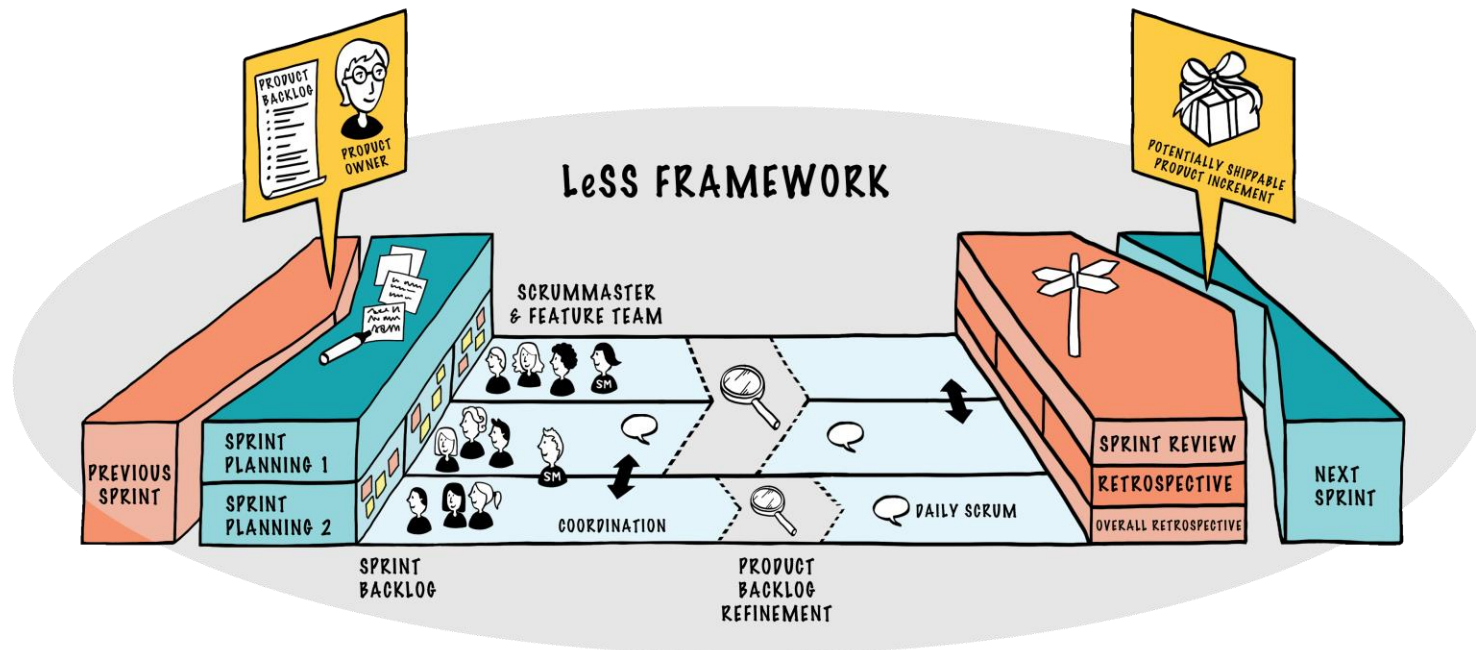 PRODUCT
BACKLOG
PRODUCT
OWNER
POTENTIALLY SHIPPABLE
PRODUCT INCREMENT
LeSS FRAMEWORK
SCRUMMASTER
& FEATURE TEAM
SM
SM
PREVIOUS
SPRINT
SPRINT
PLANNING 1
SPRINT
PLANNING 2
COORDINATION
DAILY SCRUM
SPRINT REVIEW
RETROSPECTIVE
OVERALL RETROSPECTIVE
NEXT
SPRINT
SPRINT
BACKLOG
PRODUCT
BACKLOG
REFINEMENT